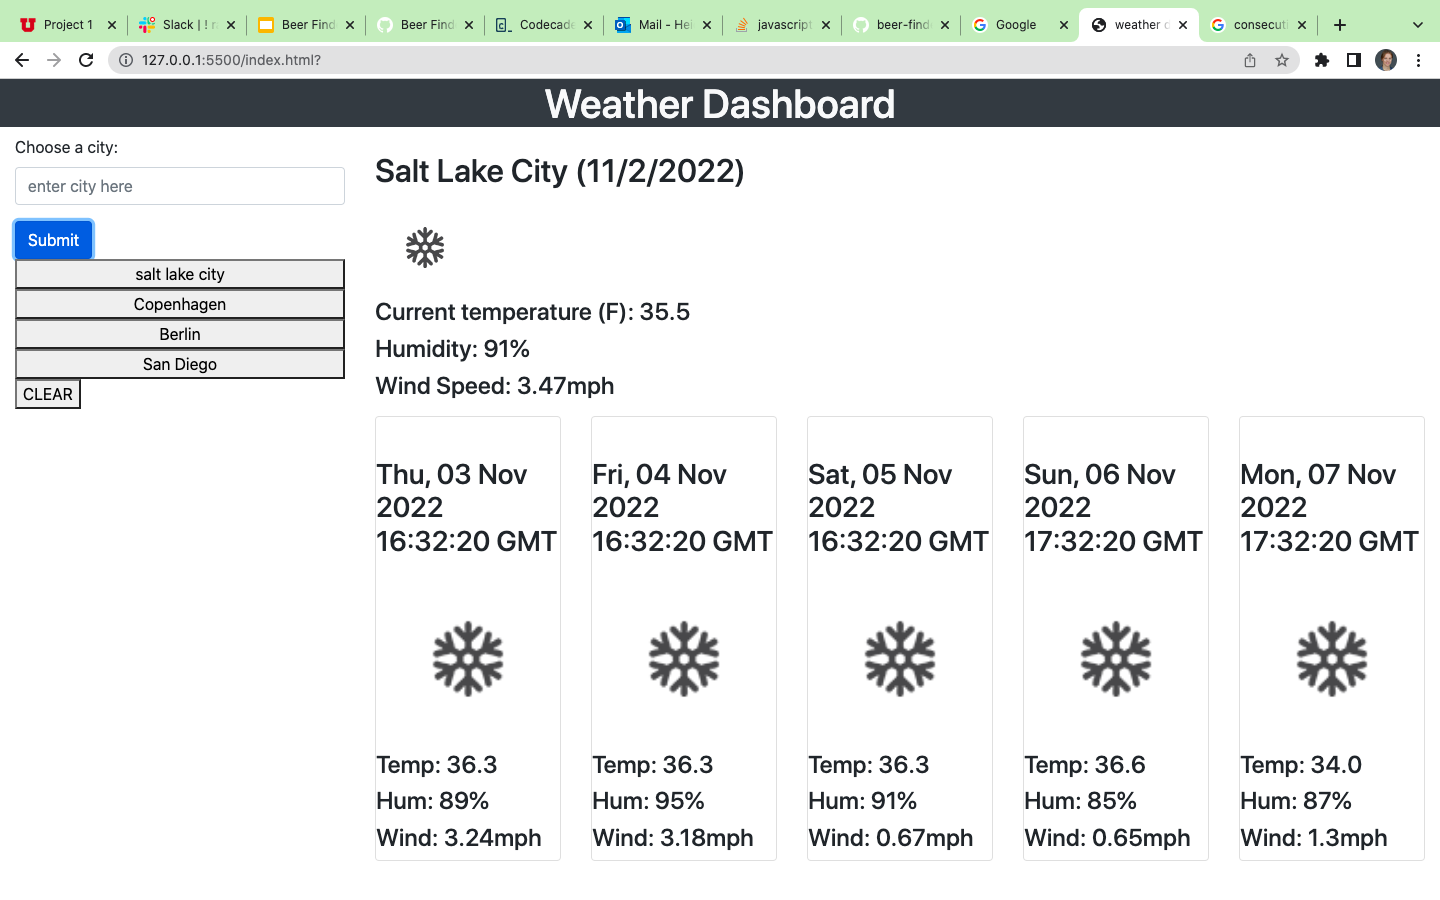 Project 1
Slack | ! ra
Beer Find
Beer Find
Codecade
Mail - Hei
javascript
beer-finde
Google
weather d
consecuti
127.0.0.1:5500/index.html?
Weather Dashboard
Choose a city:
enter city here
Submit
salt lake city
Copenhagen
Berlin
San Diego
CLEAR
Salt Lake City (11/2/2022)
Current temperature (F): 35.5
Humidity: 91%
Wind Speed: 3.47mph
Thu, 03 Nov
2022
16:32:20 GMT
Temp: 36.3
Hum: 89%
Wind: 3.24mph
Fri, 04 Nov
2022
16:32:20 GMT
Temp: 36.3
Hum: 95%
Wind: 3.18mph
Sat, 05 Nov
2022
16:32:20 GMT
Temp: 36.3
Hum: 91%
Wind: 0.67mph
Sun, 06 Nov
2022
17:32:20 GMT
Temp: 36.6
Hum: 85%
Wind: 0.65mph
Mon, 07 Nov
2022
17:32:20 GMT
Temp: 34.0
Hum: 87%
Wind: 1.3mph